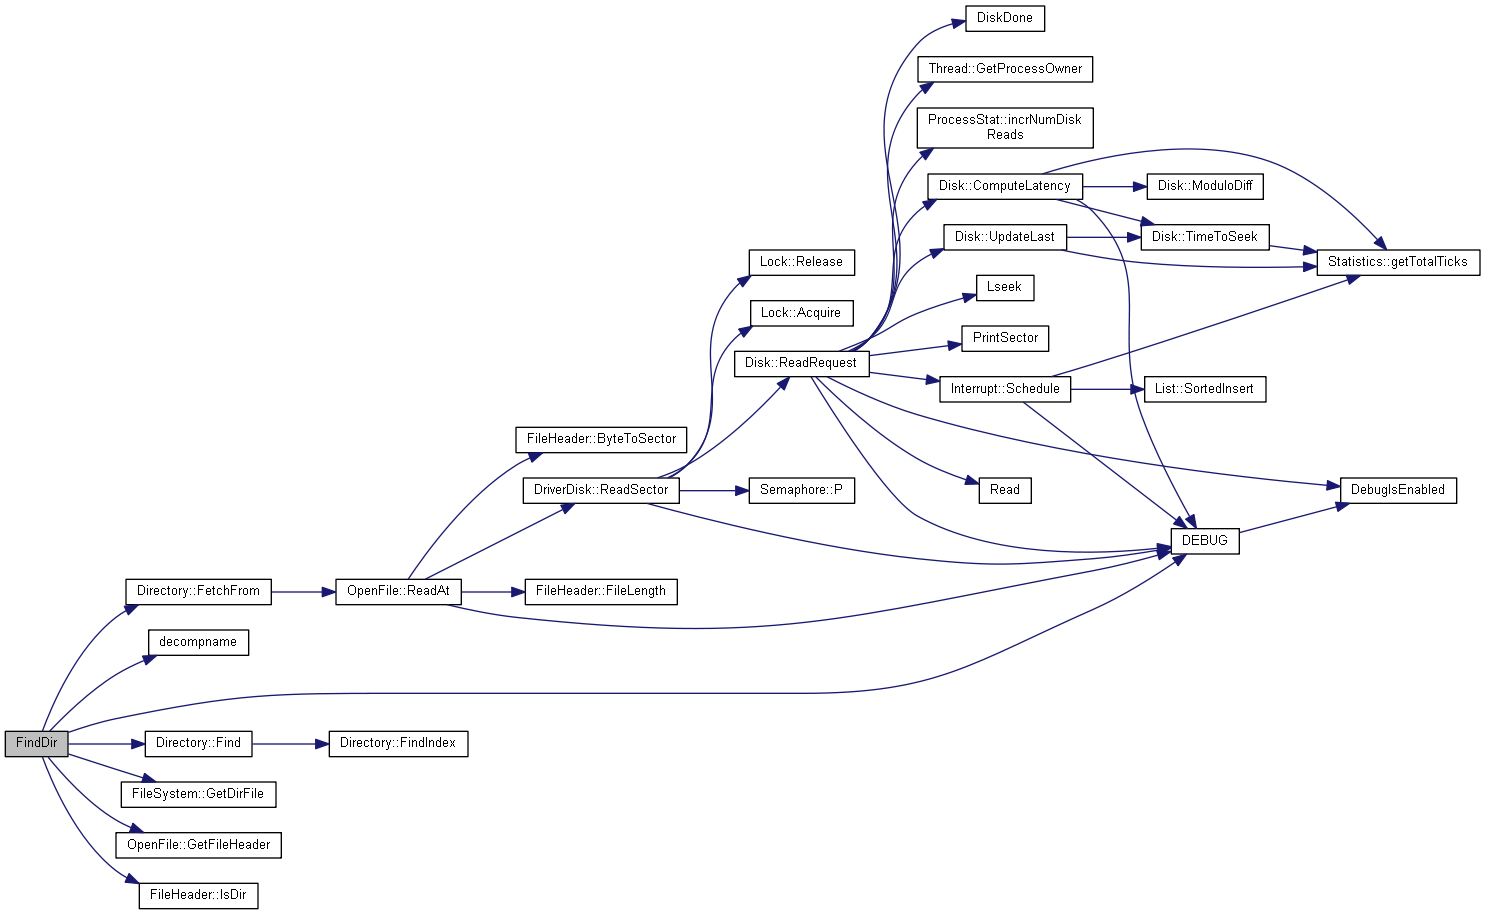 DiskDone
Thread::GetProcessOwner
ProcessStat::incrNumDisk
Reads
Disk::ComputeLatency
Disk::ModuloDiff
Disk::UpdateLast
Disk::TimeToSeek
Lock::Release
Statistics::getTotalTicks
Lseek
Lock::Acquire
PrintSector
Disk::ReadRequest
Interrupt::Schedule
List::SortedInsert
FileHeader::ByteToSector
DriverDisk::ReadSector
Semaphore::P
Read
DebugIsEnabled
DEBUG
Directory::FetchFrom
OpenFile::ReadAt
FileHeader::FileLength
decompname
FindDir
Directory::Find
Directory::FindIndex
FileSystem::GetDirFile
OpenFile::GetFileHeader
FileHeader::IsDir